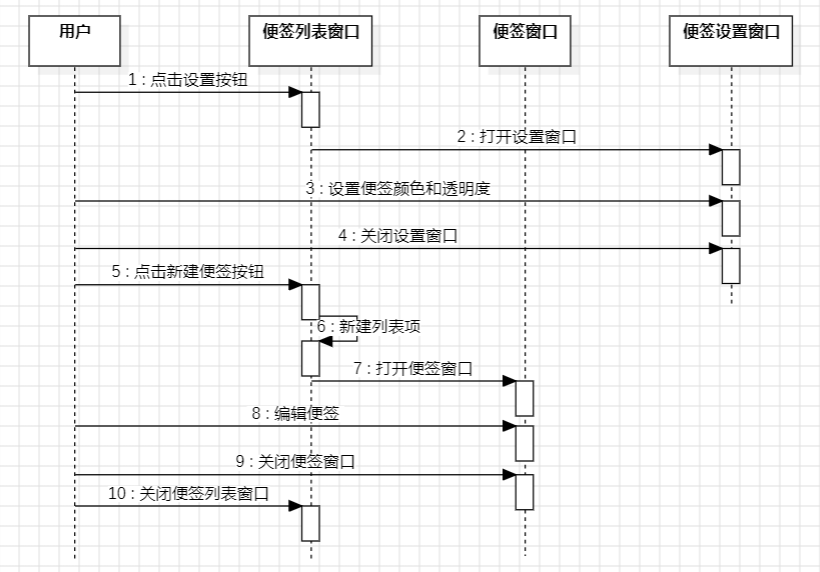 用户
便签列表窗口
便签窗口
便签设置窗口
1 : 点击设置按钮
2 : 打开设置窗口
3 : 设置便签颜色和透明度
4 : 关闭设置窗口
5 : 点击新建便签按钮
6 : 新建列表项
7 : 打开便签窗口
8 : 编辑便签
9 : 关闭便签窗口
10 : 关闭便签列表窗口